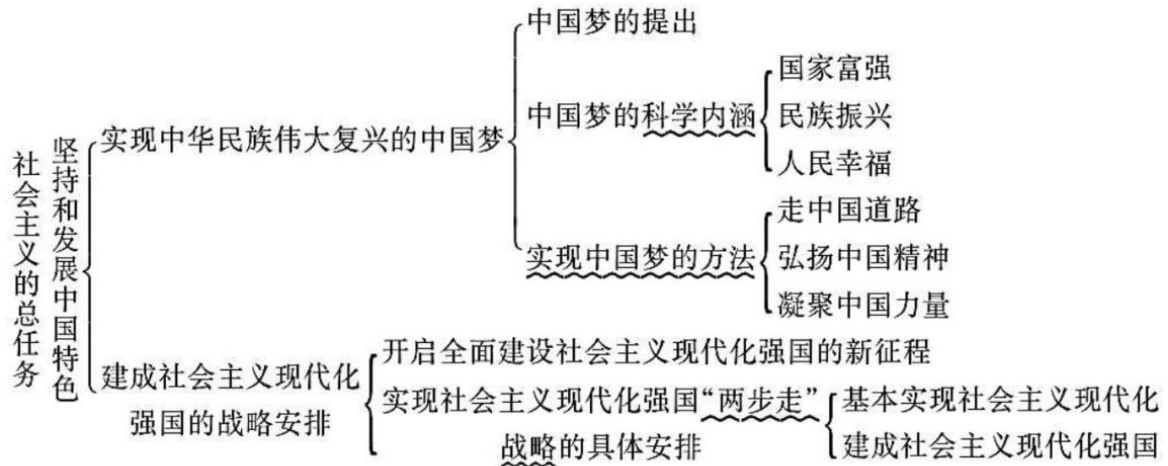 坚持和发展中国特色
社会主义的总任务
实现中华民族伟大复兴的中国梦
中国梦的提出
中国梦的科学内涵
国家富强
民族振兴
人民幸福
实现中国梦的方法
走中国道路
弘扬中国精神
凝聚中国力量
建成社会主义现代化
强国的战略安排
开启全面建设社会主义现代化强国的新征程
实现社会主义现代化强国“两步走”
战略的具体安排
基本实现社会主义现代化
建成社会主义现代化强国